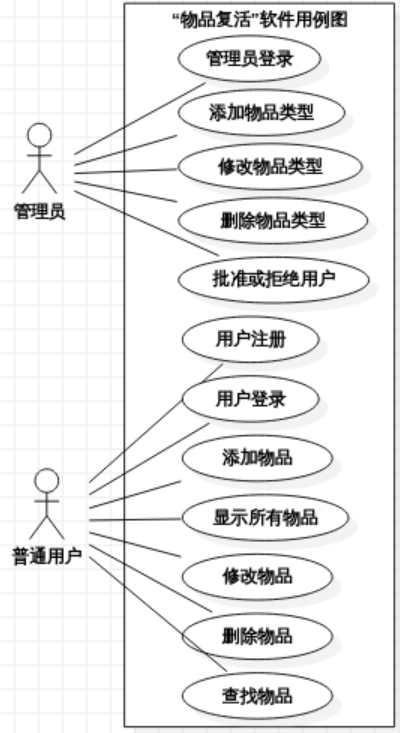 “物品复活”软件用例图
管理员登录
添加物品类型
修改物品类型
管理员
删除物品类型
批准或拒绝用户
用户注册
用户登录
添加物品
显示所有物品
普通用户
修改物品
删除物品
查找物品